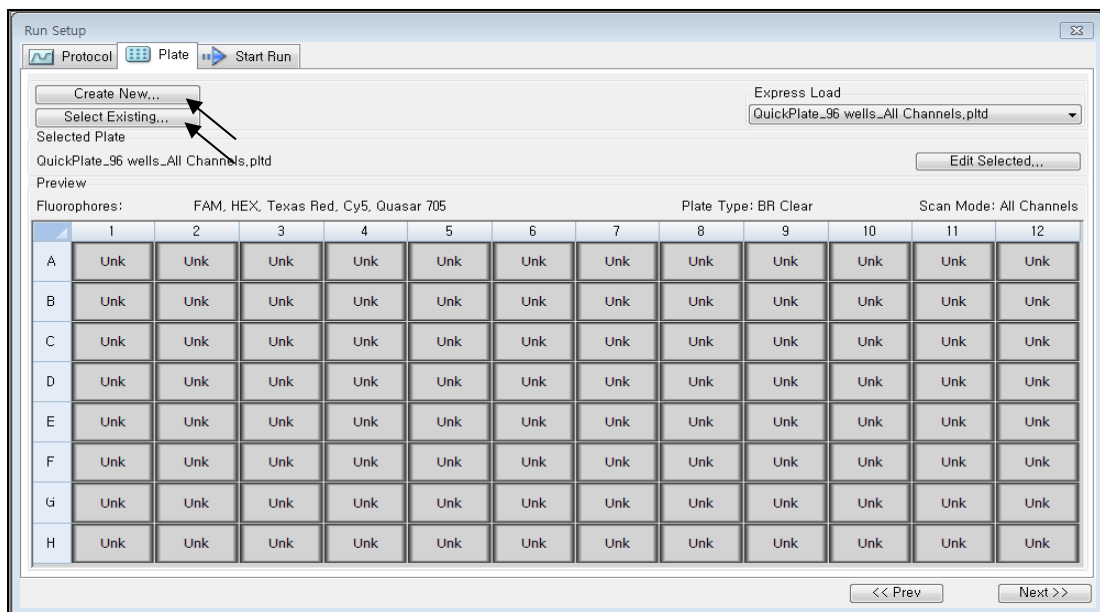 Run Setup
Protocol Plate Start Run
Create New... Express Load
Select Existing... QuickPlate_96 wells_All Channels.pltd
Selected Plate
QuickPlate_96 wells_All Channels.pltd Edit Selected...
Preview
Fluorophores: FAM, HEX, Texas Red, Cy5, Quasar 705 Plate Type: BR Clear Scan Mode: All Channels
1 2 3 4 5 6 7 8 9 10 11 12
A Unk Unk Unk Unk Unk Unk Unk Unk Unk Unk Unk Unk
B Unk Unk Unk Unk Unk Unk Unk Unk Unk Unk Unk Unk
C Unk Unk Unk Unk Unk Unk Unk Unk Unk Unk Unk Unk
D Unk Unk Unk Unk Unk Unk Unk Unk Unk Unk Unk Unk
E Unk Unk Unk Unk Unk Unk Unk Unk Unk Unk Unk Unk
F Unk Unk Unk Unk Unk Unk Unk Unk Unk Unk Unk Unk
G Unk Unk Unk Unk Unk Unk Unk Unk Unk Unk Unk Unk
H Unk Unk Unk Unk Unk Unk Unk Unk Unk Unk Unk Unk
<< Prev Next >>